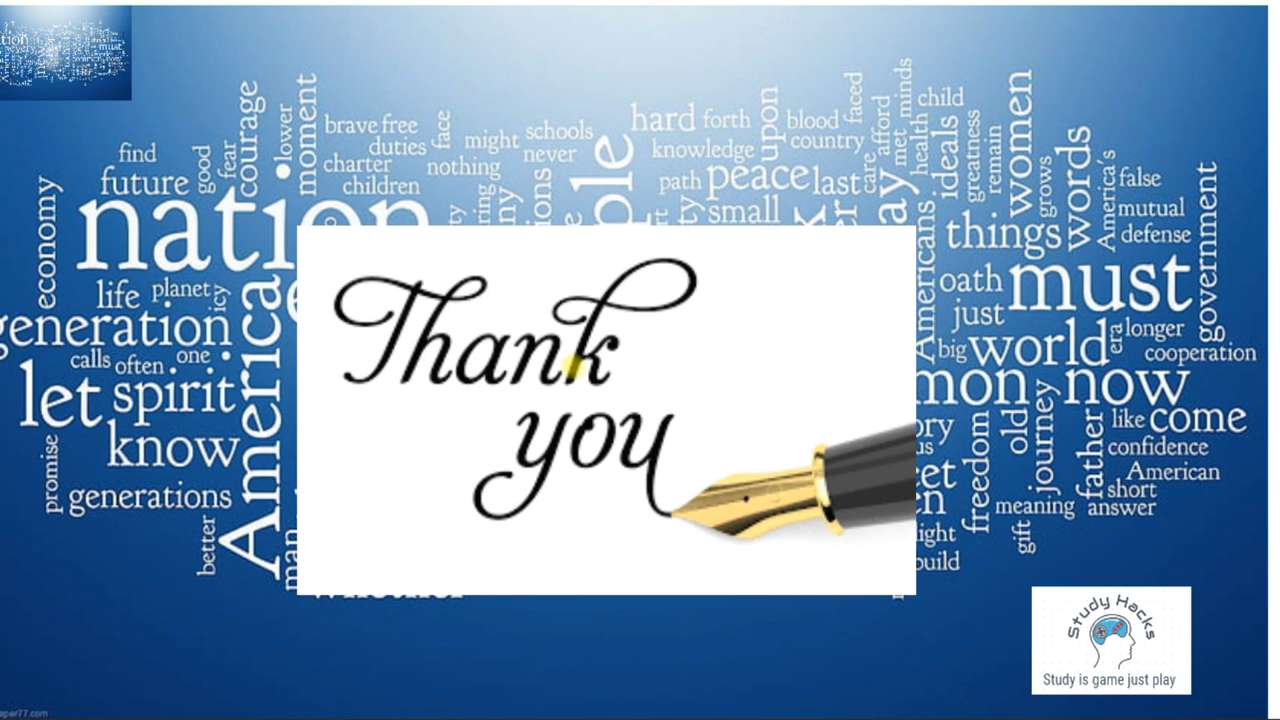 Thank
you
Study Hacks
Study is game just play
courage
moment
lower
brave free
face
duties
charter
children
might
nothing
schools
never
hard forth
upon
knowledge
path peace last
small
blood
country
faced
care
afford
met
minds
health
child
ideals
greatness
remain
women
grows
words
America's
false
mutual
defense
government
find
good
fear
future
economy
nation
life planet
generation
calls often one
let spirit
know
promise
generations
America
better
man
Americans
things
oath must
just
big world
era
longer
cooperation
now
old
journey
father
like come
confidence
American
short
answer
freedom
meaning
gift
build
whether